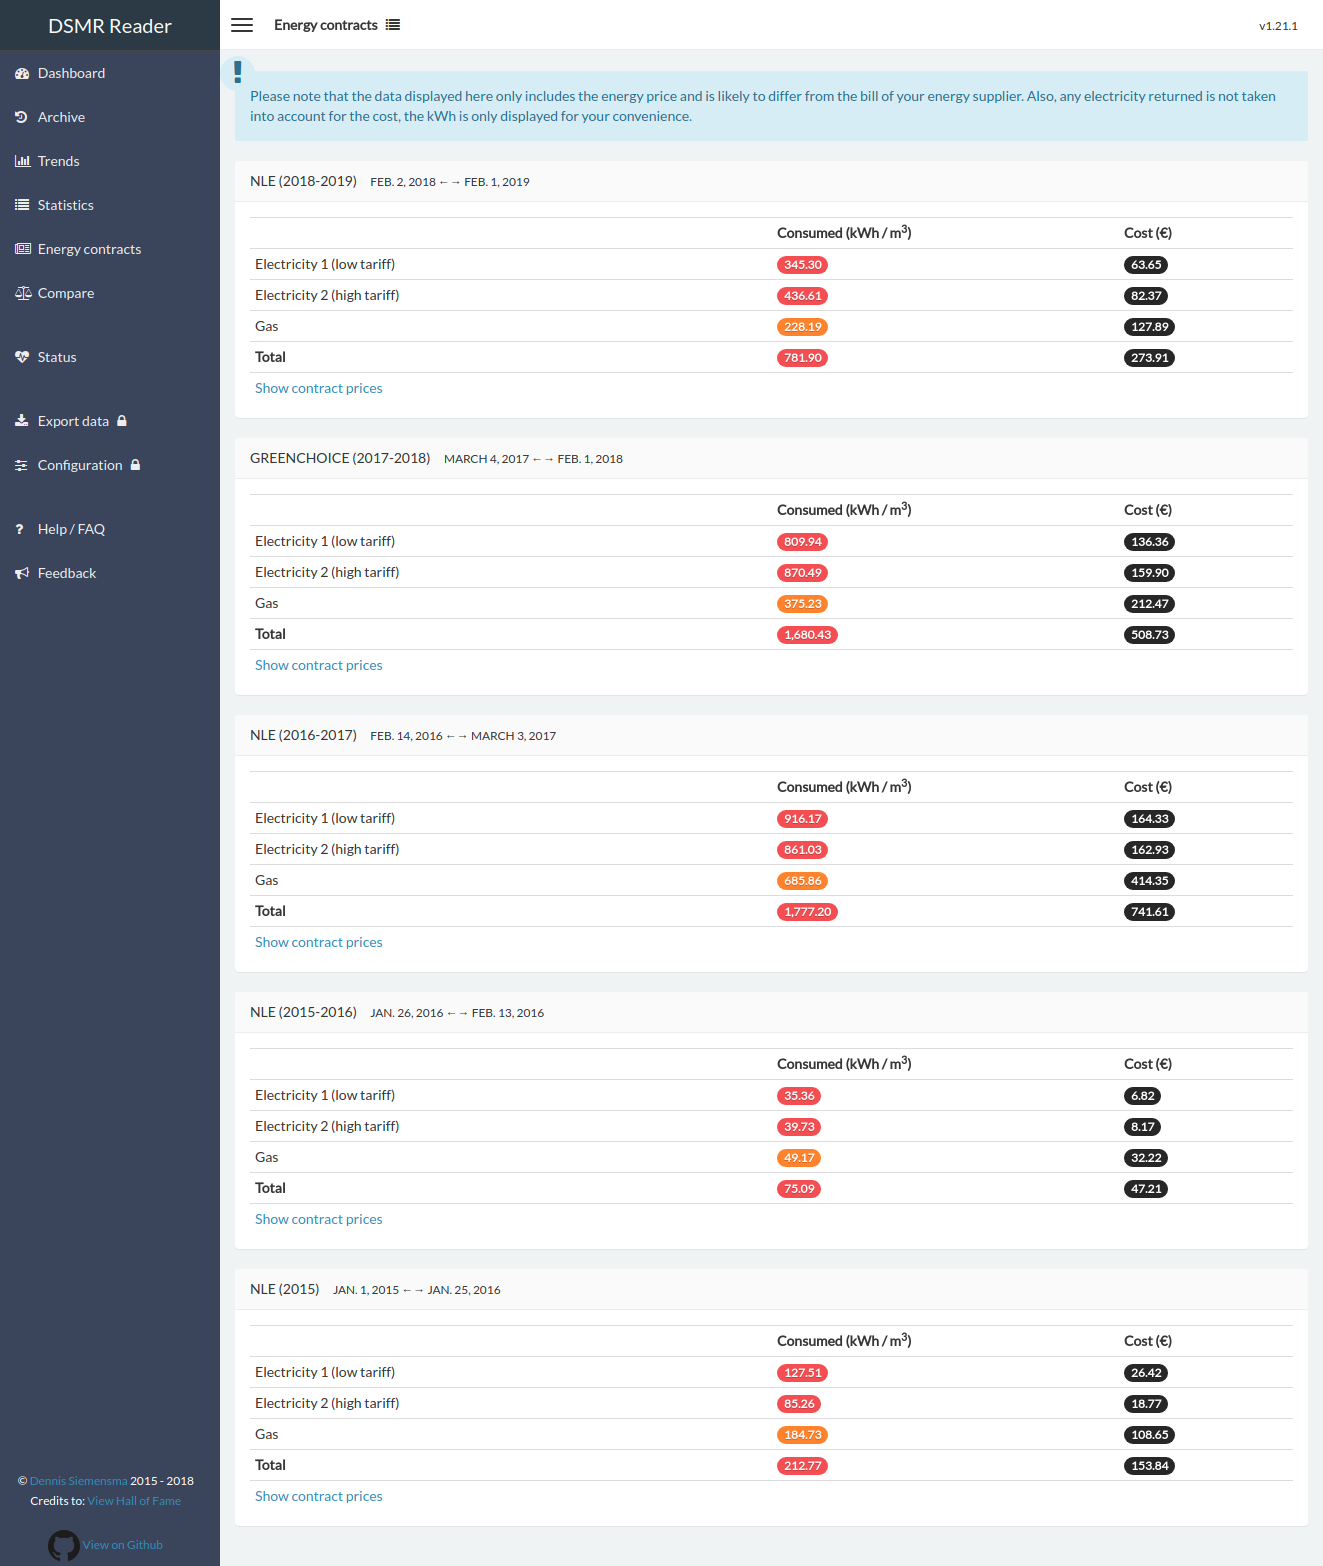 DSMR Reader
Dashboard
Archive
Trends
Statistics
Energy contracts
Compare
Status
Export data
Configuration
? Help / FAQ
Feedback
© Dennis Siemensma 2015 - 2018
Credits to: View Hall of Fame
View on Github
Energy contracts
v1.21.1
!
Please note that the data displayed here only includes the energy price and is likely to differ from the bill of your energy supplier. Also, any electricity returned is not taken
into account for the cost, the kWh is only displayed for your convenience.
NLE (2018-2019) FEB. 2, 2018 ←→ FEB. 1, 2019
Consumed (kWh / m³) Cost (€)
Electricity 1 (low tariff) 345.30 63.65
Electricity 2 (high tariff) 436.61 82.37
Gas 228.19 127.89
Total 781.90 273.91
Show contract prices
GREENCHOICE (2017-2018) MARCH 4, 2017 ←→ FEB. 1, 2018
Consumed (kWh / m³) Cost (€)
Electricity 1 (low tariff) 809.94 136.36
Electricity 2 (high tariff) 870.49 159.90
Gas 375.23 212.47
Total 1,680.43 508.73
Show contract prices
NLE (2016-2017) FEB. 14, 2016 ←→ MARCH 3, 2017
Consumed (kWh / m³) Cost (€)
Electricity 1 (low tariff) 916.17 164.33
Electricity 2 (high tariff) 861.03 162.93
Gas 685.86 414.35
Total 1,777.20 741.61
Show contract prices
NLE (2015-2016) JAN. 26, 2016 ←→ FEB. 13, 2016
Consumed (kWh / m³) Cost (€)
Electricity 1 (low tariff) 35.36 6.82
Electricity 2 (high tariff) 39.73 8.17
Gas 49.17 32.22
Total 75.09 47.21
Show contract prices
NLE (2015) JAN. 1, 2015 ←→ JAN. 25, 2016
Consumed (kWh / m³) Cost (€)
Electricity 1 (low tariff) 127.51 26.42
Electricity 2 (high tariff) 85.26 18.77
Gas 184.73 108.65
Total 212.77 153.84
Show contract prices